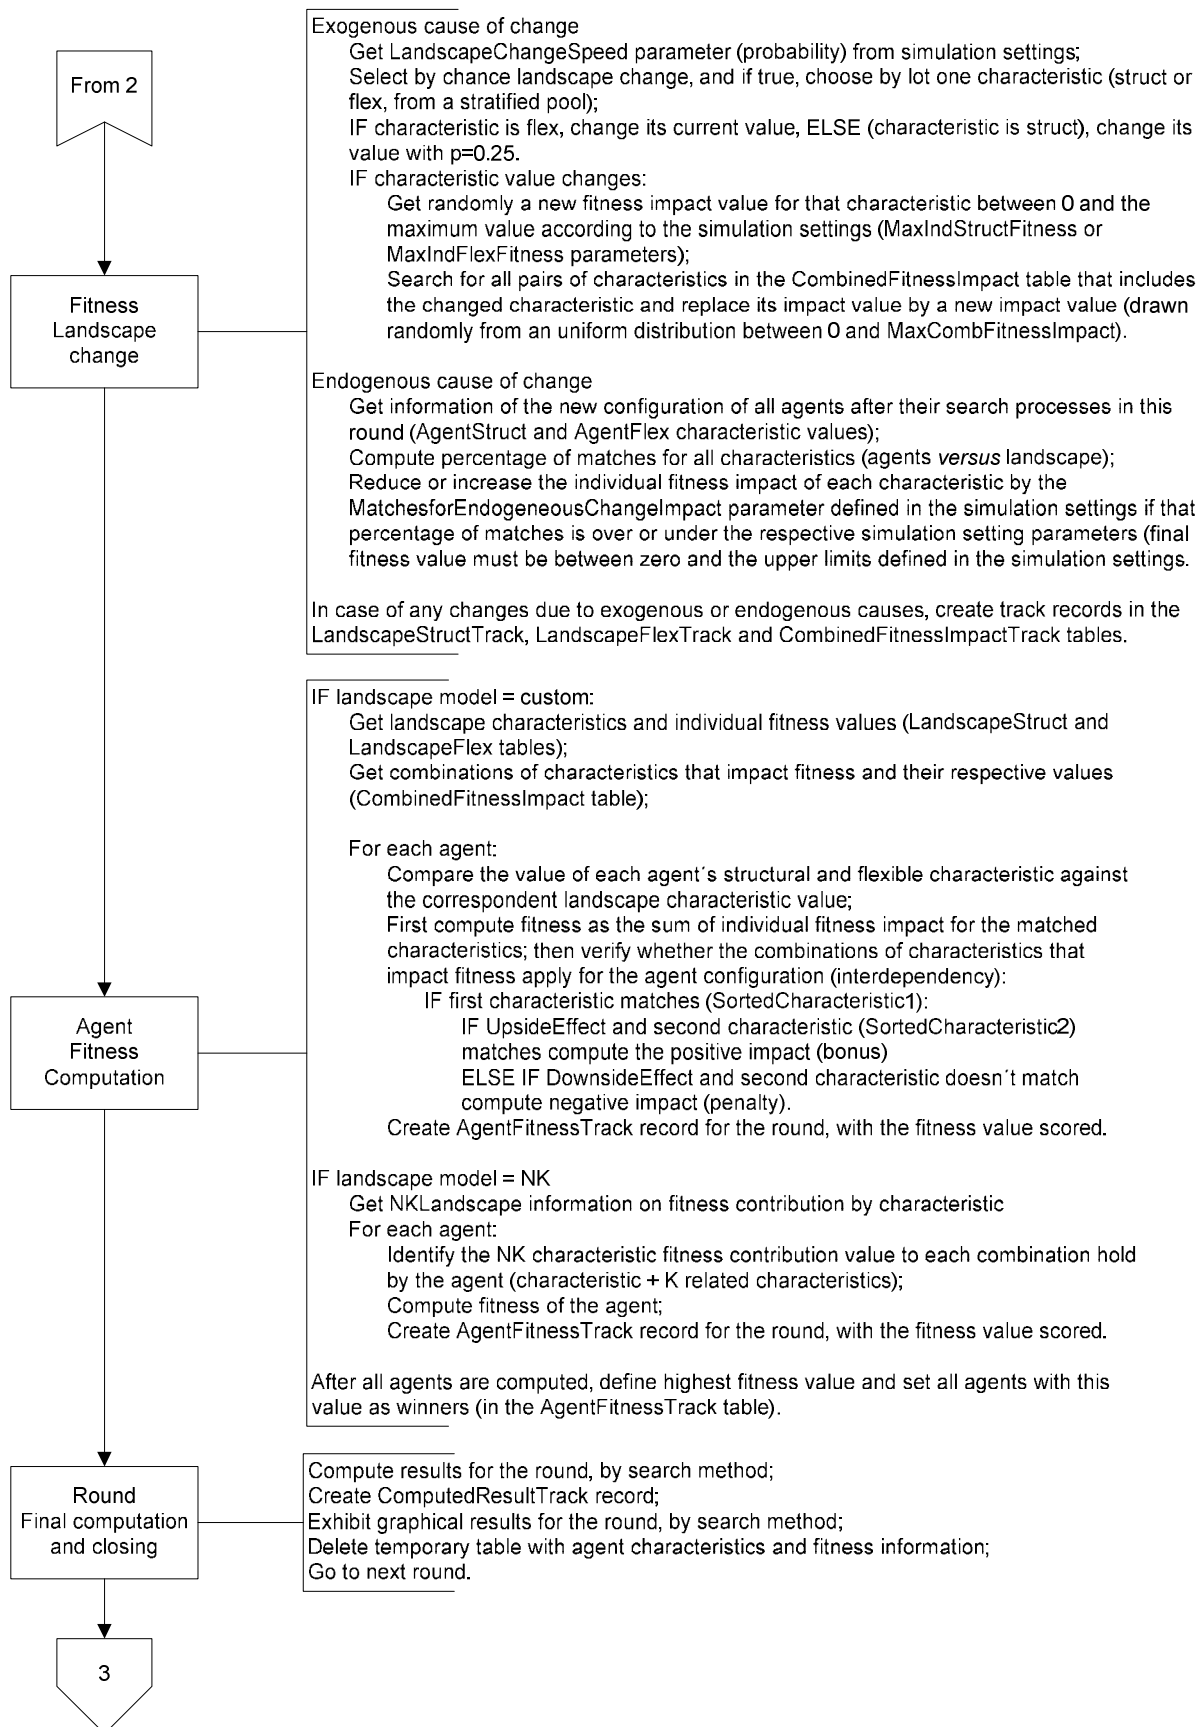 From 2
Exogenous cause of change
Get LandscapeChangeSpeed parameter (probability) from simulation settings;
Select by chance landscape change, and if true, choose by lot one characteristic (struct or
flex, from a stratified pool);
IF characteristic is flex, change its current value, ELSE (characteristic is struct), change its
value with p=0.25.
IF characteristic value changes:
Get randomly a new fitness impact value for that characteristic between 0 and the
maximum value according to the simulation settings (MaxIndStructFitness or
MaxIndFlexFitness parameters);
Search for all pairs of characteristics in the CombinedFitnessImpact table that includes
the changed characteristic and replace its impact value by a new impact value (drawn
randomly from an uniform distribution between 0 and MaxCombFitnessImpact).
Fitness
Landscape
change
Endogenous cause of change
Get information of the new configuration of all agents after their search processes in this
round (AgentStruct and AgentFlex characteristic values);
Compute percentage of matches for all characteristics (agents versus landscape);
Reduce or increase the individual fitness impact of each characteristic by the
MatchesforEndogeneousChangeImpact parameter defined in the simulation settings if that
percentage of matches is over or under the respective simulation setting parameters (final
fitness value must be between zero and the upper limits defined in the simulation settings.
In case of any changes due to exogenous or endogenous causes, create track records in the
LandscapeStructTrack, LandscapeFlexTrack and CombinedFitnessImpactTrack tables.
IF landscape model = custom:
Get landscape characteristics and individual fitness values (LandscapeStruct and
LandscapeFlex tables);
Get combinations of characteristics that impact fitness and their respective values
(CombinedFitnessImpact table);
For each agent:
Compare the value of each agent´s structural and flexible characteristic against
the correspondent landscape characteristic value;
First compute fitness as the sum of individual fitness impact for the matched
characteristics; then verify whether the combinations of characteristics that
impact fitness apply for the agent configuration (interdependency):
IF first characteristic matches (SortedCharacteristic1):
IF UpsideEffect and second characteristic (SortedCharacteristic2)
matches compute the positive impact (bonus)
ELSE IF DownsideEffect and second characteristic doesn´t match
compute negative impact (penalty).
Create AgentFitnessTrack record for the round, with the fitness value scored.
Agent
Fitness
Computation
IF landscape model = NK
Get NKLandscape information on fitness contribution by characteristic
For each agent:
Identify the NK characteristic fitness contribution value to each combination hold
by the agent (characteristic + K related characteristics);
Compute fitness of the agent;
Create AgentFitnessTrack record for the round, with the fitness value scored.
After all agents are computed, define highest fitness value and set all agents with this
value as winners (in the AgentFitnessTrack table).
Round
Final computation
and closing
Compute results for the round, by search method;
Create ComputedResultTrack record;
Exhibit graphical results for the round, by search method;
Delete temporary table with agent characteristics and fitness information;
Go to next round.
3